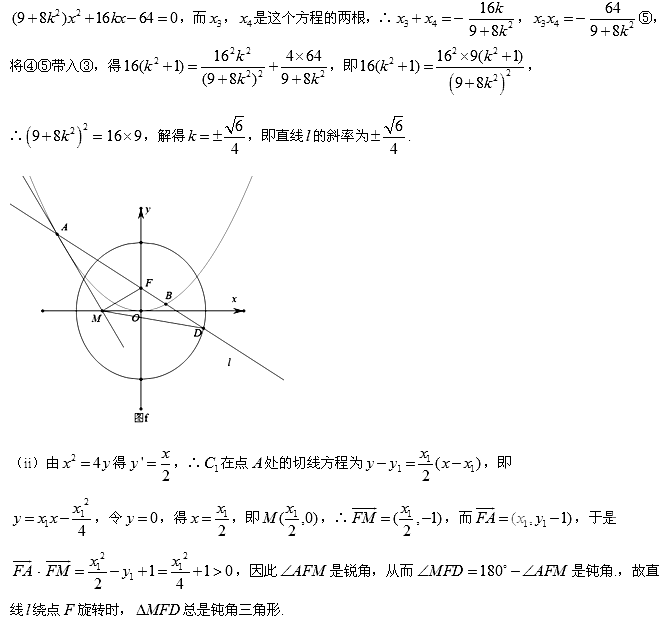 (9+8k²)x²+16kx−64=0，而x₃，x₄是这个方程的两根，∴x₃+x₄=−16k/(9+8k²)，x₃x₄=−64/(9+8k²)⑤，
将④⑤带入③，得16(k²+1)=16²k²/(9+8k²)²+4×64/(9+8k²)，即16(k²+1)=16²×9(k²+1)/(9+8k²)²，
∴(9+8k²)²=16×9，解得k=±√6/4，即直线l的斜率为±√6/4.
y
A
F
B
x
M
O
D
l
图f
（ii）由x²=4y得y'=x/2，∴C₁在点A处的切线方程为y−y₁=x₁/2(x−x₁)，即
y=x₁x−x₁²/4，令y=0，得x=x₁/2，即M(x₁/2,0)，∴FM→=(x₁/2,−1)，而FA→=(x₁,y₁−1)，于是
FA→·FM→=x₁²/2−y₁+1=x₁²/4+1>0，因此∠AFM是锐角，从而∠MFD=180°−∠AFM是钝角.，故直
线l绕点F旋转时，ΔMFD总是钝角三角形.